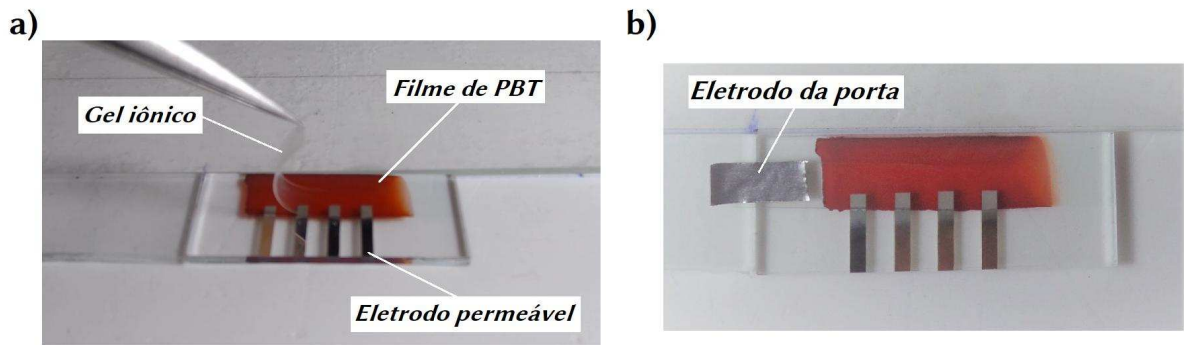 a)
Gel iônico
Filme de PBT
Eletrodo permeável
b)
Eletrodo da porta